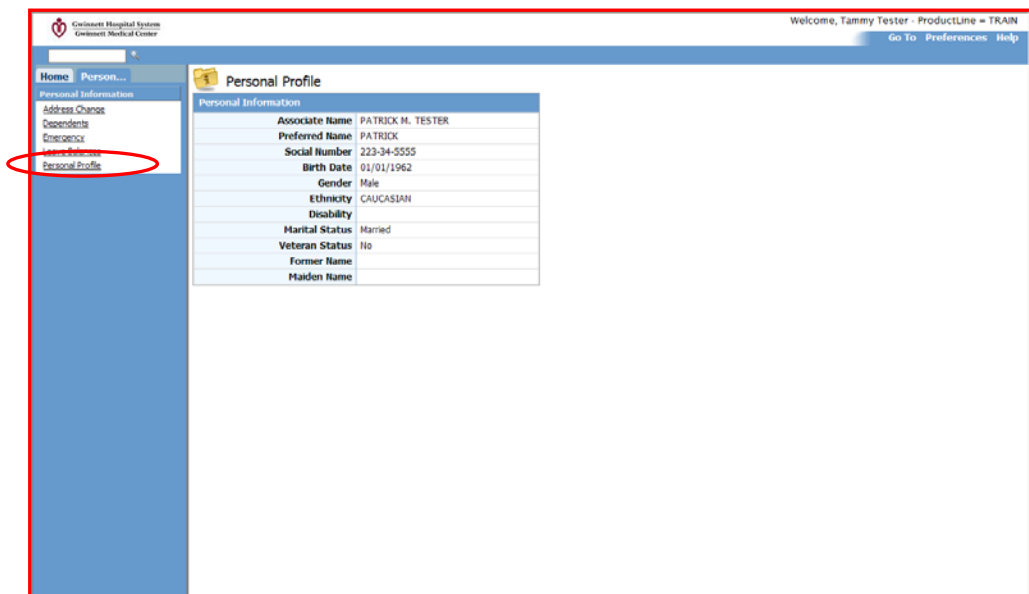 Gwinnett Hospital System
Gwinnett Medical Center
Welcome, Tammy Tester - ProductLine = TRAIN
Go To Preferences Help
Home Person...
Personal Information
Address Change
Dependents
Emergency
Leave Balances
Personal Profile
Personal Profile
Personal Information
Associate Name PATRICK M. TESTER
Preferred Name PATRICK
Social Number 223-34-5555
Birth Date 01/01/1962
Gender Male
Ethnicity CAUCASIAN
Disability
Marital Status Married
Veteran Status No
Former Name
Maiden Name